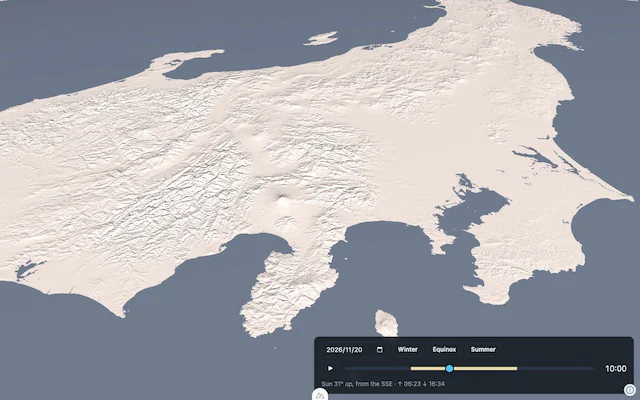 2026/11/20 Winter Equinox Summer
10:00
Sun 31° up, from the SSE · ↑ 06:23 ↓ 16:34